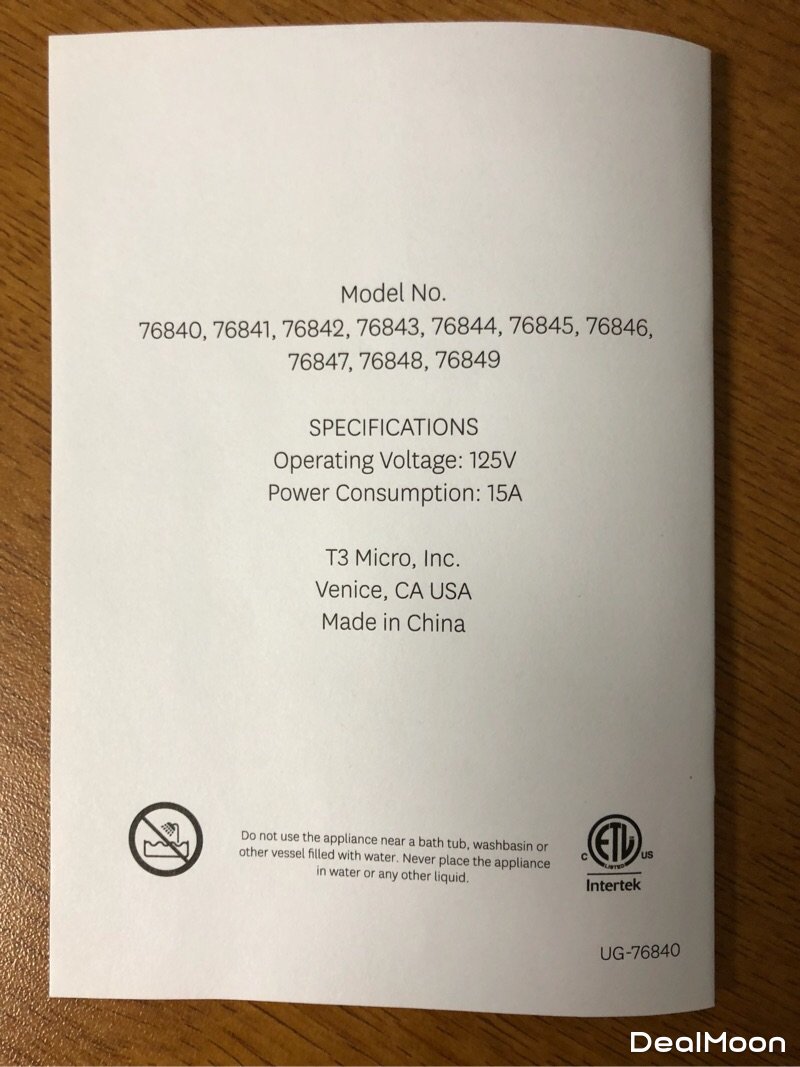 Model No.
76840, 76841, 76842, 76843, 76844, 76845, 76846,
76847, 76848, 76849
SPECIFICATIONS
Operating Voltage: 125V
Power Consumption: 15A
T3 Micro, Inc.
Venice, CA USA
Made in China
Do not use the appliance near a bath tub, washbasin or
other vessel filled with water. Never place the appliance
in water or any other liquid.
ETL
LISTED
C US
Intertek
UG-76840
DealMoon